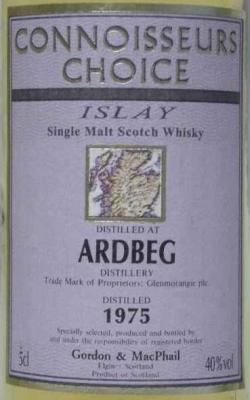 CONNOISSEURS
CHOICE
ISLAY
Single Malt Scotch Whisky
DISTILLED AT
ARDBEG
DISTILLERY
Trade Mark of Proprietors: Glenmorangie plc.
DISTILLED
1975
Specially selected, produced and bottled by
and under the responsibility of registered bottler
5cl
Gordon & MacPhail
40% vol
Elgin - Scotland
Product of Scotland